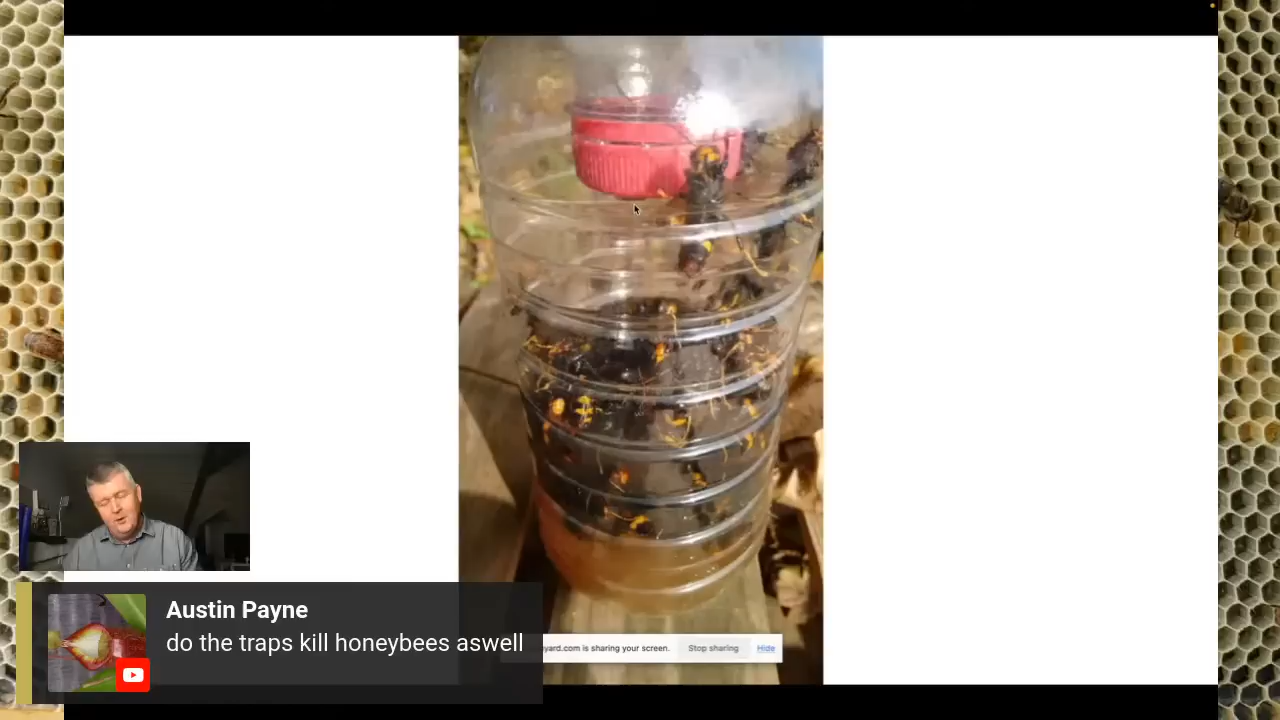 Austin Payne
do the traps kill honeybees aswell
yard.com is sharing your screen.
Stop sharing
Hide